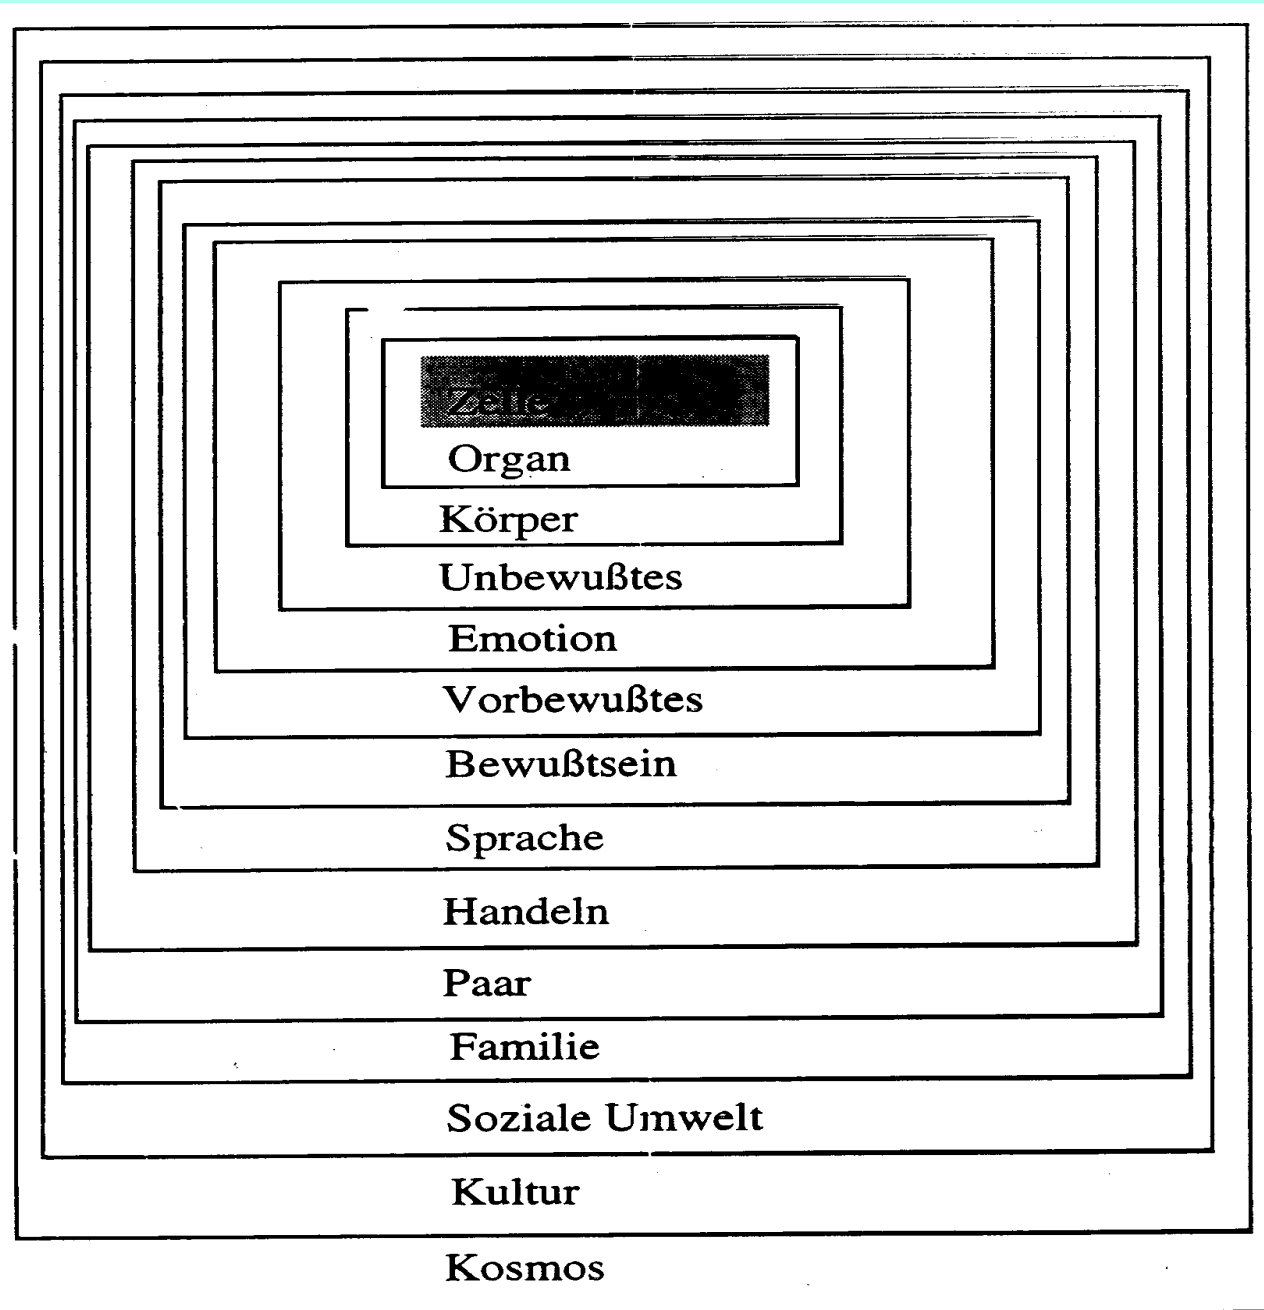 Zelle
Organ
Körper
Unbewußtes
Emotion
Vorbewußtes
Bewußtsein
Sprache
Handeln
Paar
Familie
Soziale Umwelt
Kultur
Kosmos